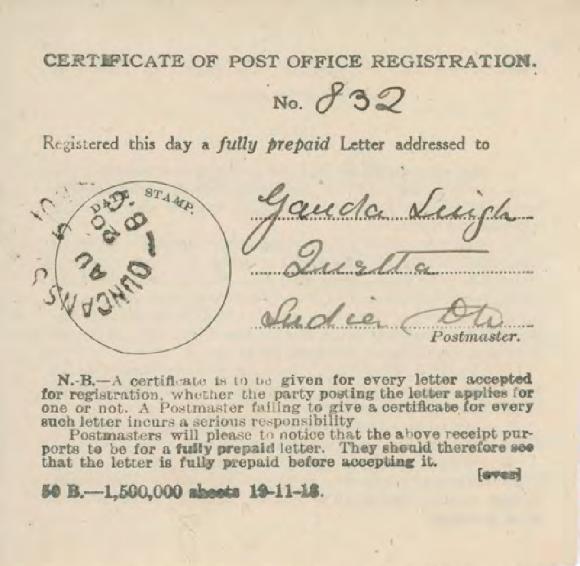 CERTIFICATE OF POST OFFICE REGISTRATION.
No. 832
Registered this day a fully prepaid Letter addressed to
DATE STAMP.
DUNCANS
AU 20
Ganda Singh
Quetta
India
Postmaster.
N.B.—A certificate is to be given for every letter accepted
for registration, whether the party posting the letter applies for
one or not. A Postmaster failing to give a certificate for every
such letter incurs a serious responsibility
Postmasters will please to notice that the above receipt pur-
ports to be for a fully prepaid letter. They should therefore see
that the letter is fully prepaid before accepting it.
[over]
50 B.—1,500,000 sheets 19-11-18.